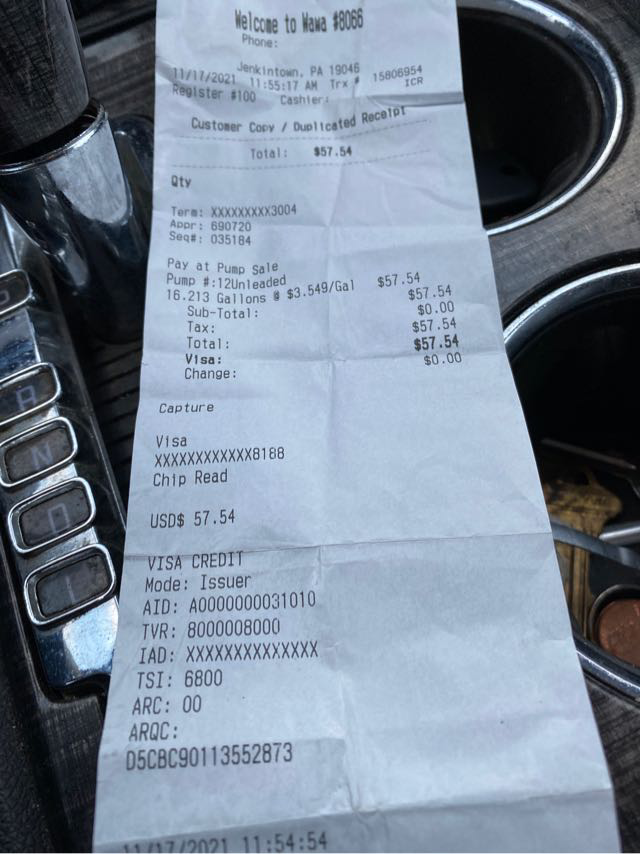 Welcome to Wawa #8066
Phone:
Jenkintown, PA 19046
11/17/2021 11:55:17 AM Trx # 15806954
Register #100 Cashier: ICR
Customer Copy / Duplicated Receipt
Total: $57.54
Qty
Term: XXXXXXXXX3004
Appr: 690720
Seq#: 035184
Pay at Pump Sale
Pump #:12Unleaded $57.54
16.213 Gallons @ $3.549/Gal
Sub-Total: $57.54
Tax: $0.00
Total: $57.54
Visa: $57.54
Change: $0.00
Capture
Visa
XXXXXXXXXXXX8188
Chip Read
USD$ 57.54
VISA CREDIT
Mode: Issuer
AID: A0000000031010
TVR: 8000008000
IAD: XXXXXXXXXXXXXX
TSI: 6800
ARC: 00
ARQC:
D5CBC90113552873
11/17/2021 11:54:54
R
N
D
L